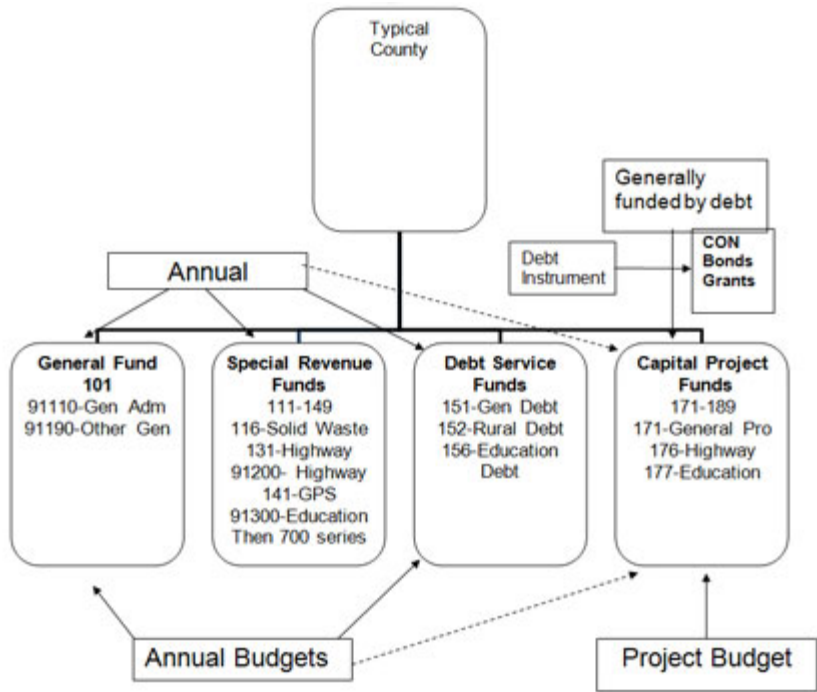 Typical
County
Generally
funded by debt
CON
Bonds
Grants
Debt
Instrument
Annual
General Fund
101
91110-Gen Adm
91190-Other Gen
Special Revenue
Funds
111-149
116-Solid Waste
131-Highway
91200- Highway
141-GPS
91300-Education
Then 700 series
Debt Service
Funds
151-Gen Debt
152-Rural Debt
156-Education
Debt
Capital Project
Funds
171-189
171-General Pro
176-Highway
177-Education
Annual Budgets
Project Budget